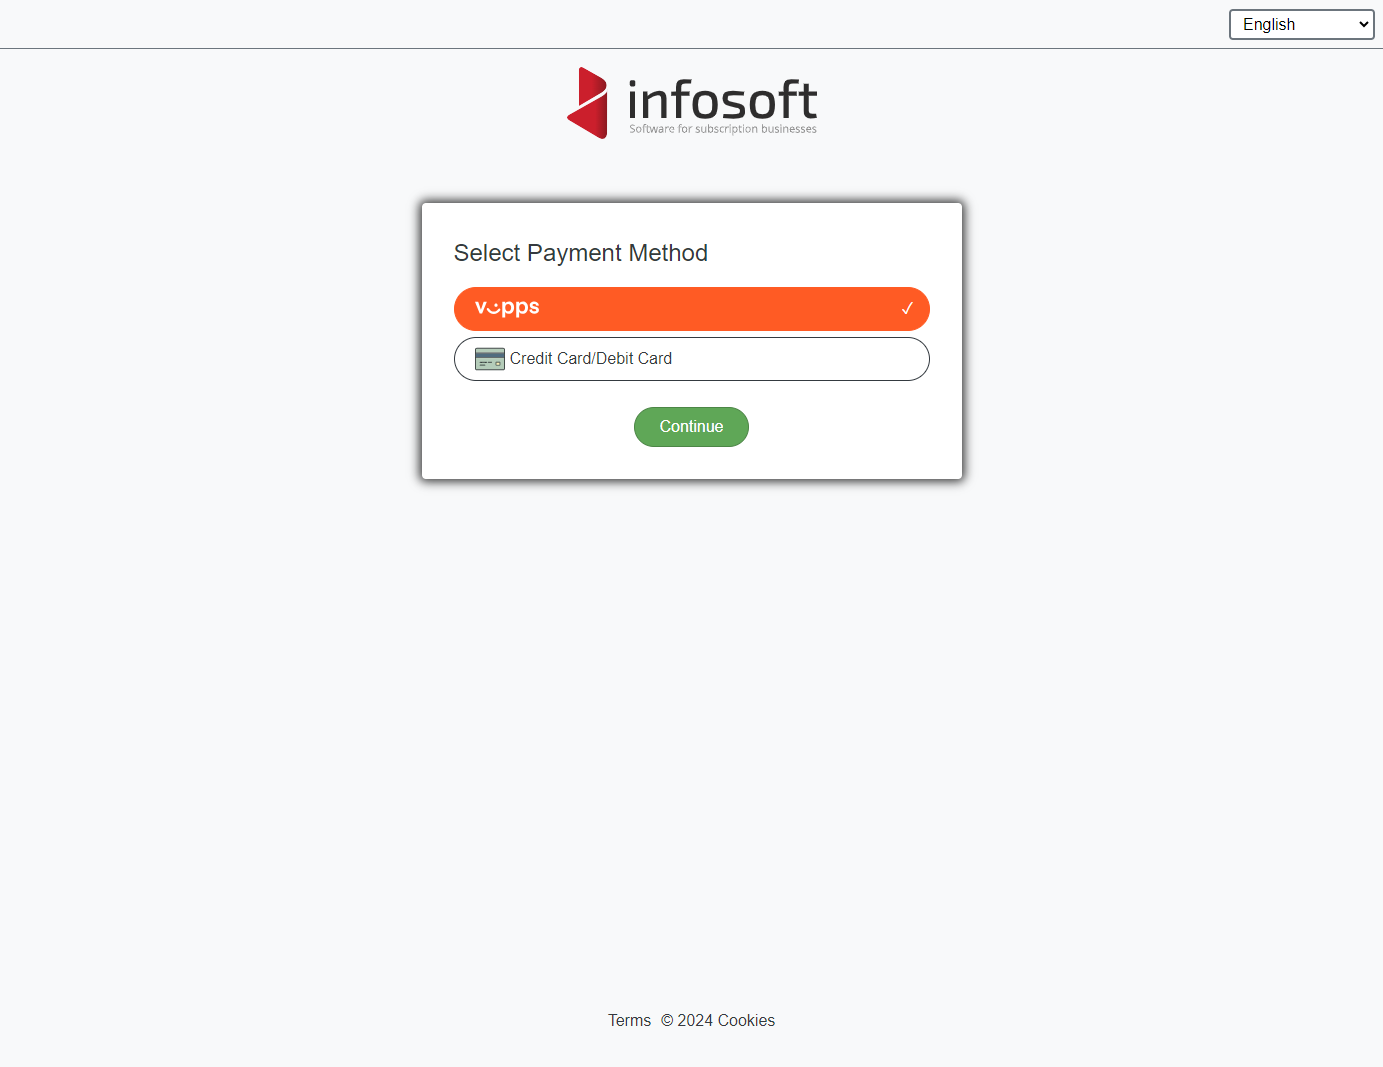 English
infosoft
Software for subscription businesses
Select Payment Method
vipps
Credit Card/Debit Card
Continue
Terms © 2024 Cookies